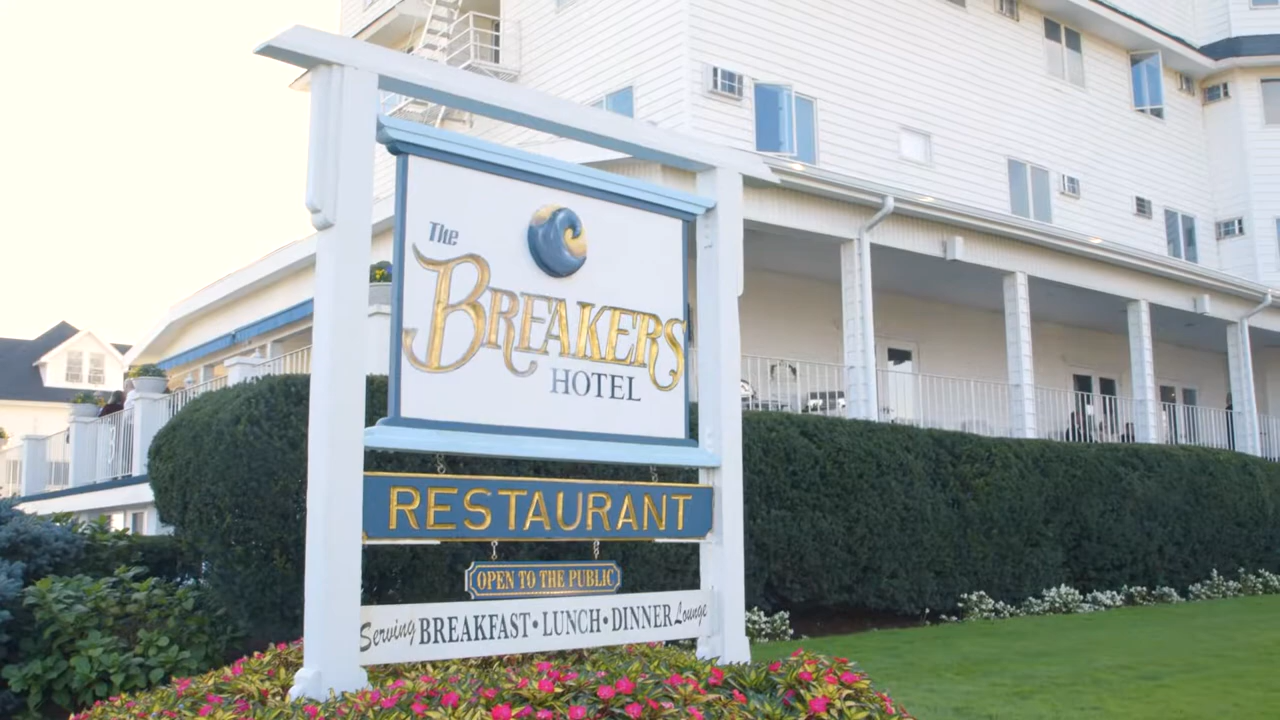 The
BREAKERS
HOTEL
RESTAURANT
OPEN TO THE PUBLIC
Serving BREAKFAST • LUNCH • DINNER Lounge